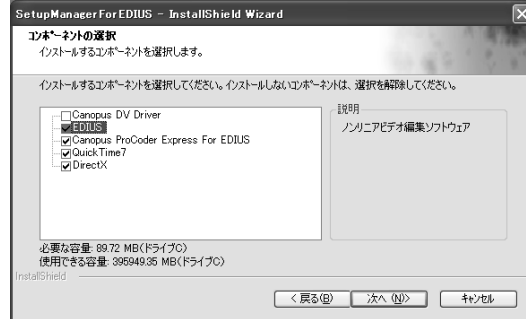 SetupManagerForEDIUS - InstallShield Wizard
コンポーネントの選択
インストールするコンポーネントを選択します。
インストールするコンポーネントを選択してください。インストールしないコンポーネントは、選択を解除してください。
Canopus DV Driver
EDIUS
Canopus ProCoder Express For EDIUS
QuickTime7
DirectX
説明
ノンリニアビデオ編集ソフトウェア
必要な容量: 89.72 MB(ドライブC)
使用できる容量: 395949.35 MB(ドライブC)
InstallShield
< 戻る(B)
次へ (N)>
キャンセル